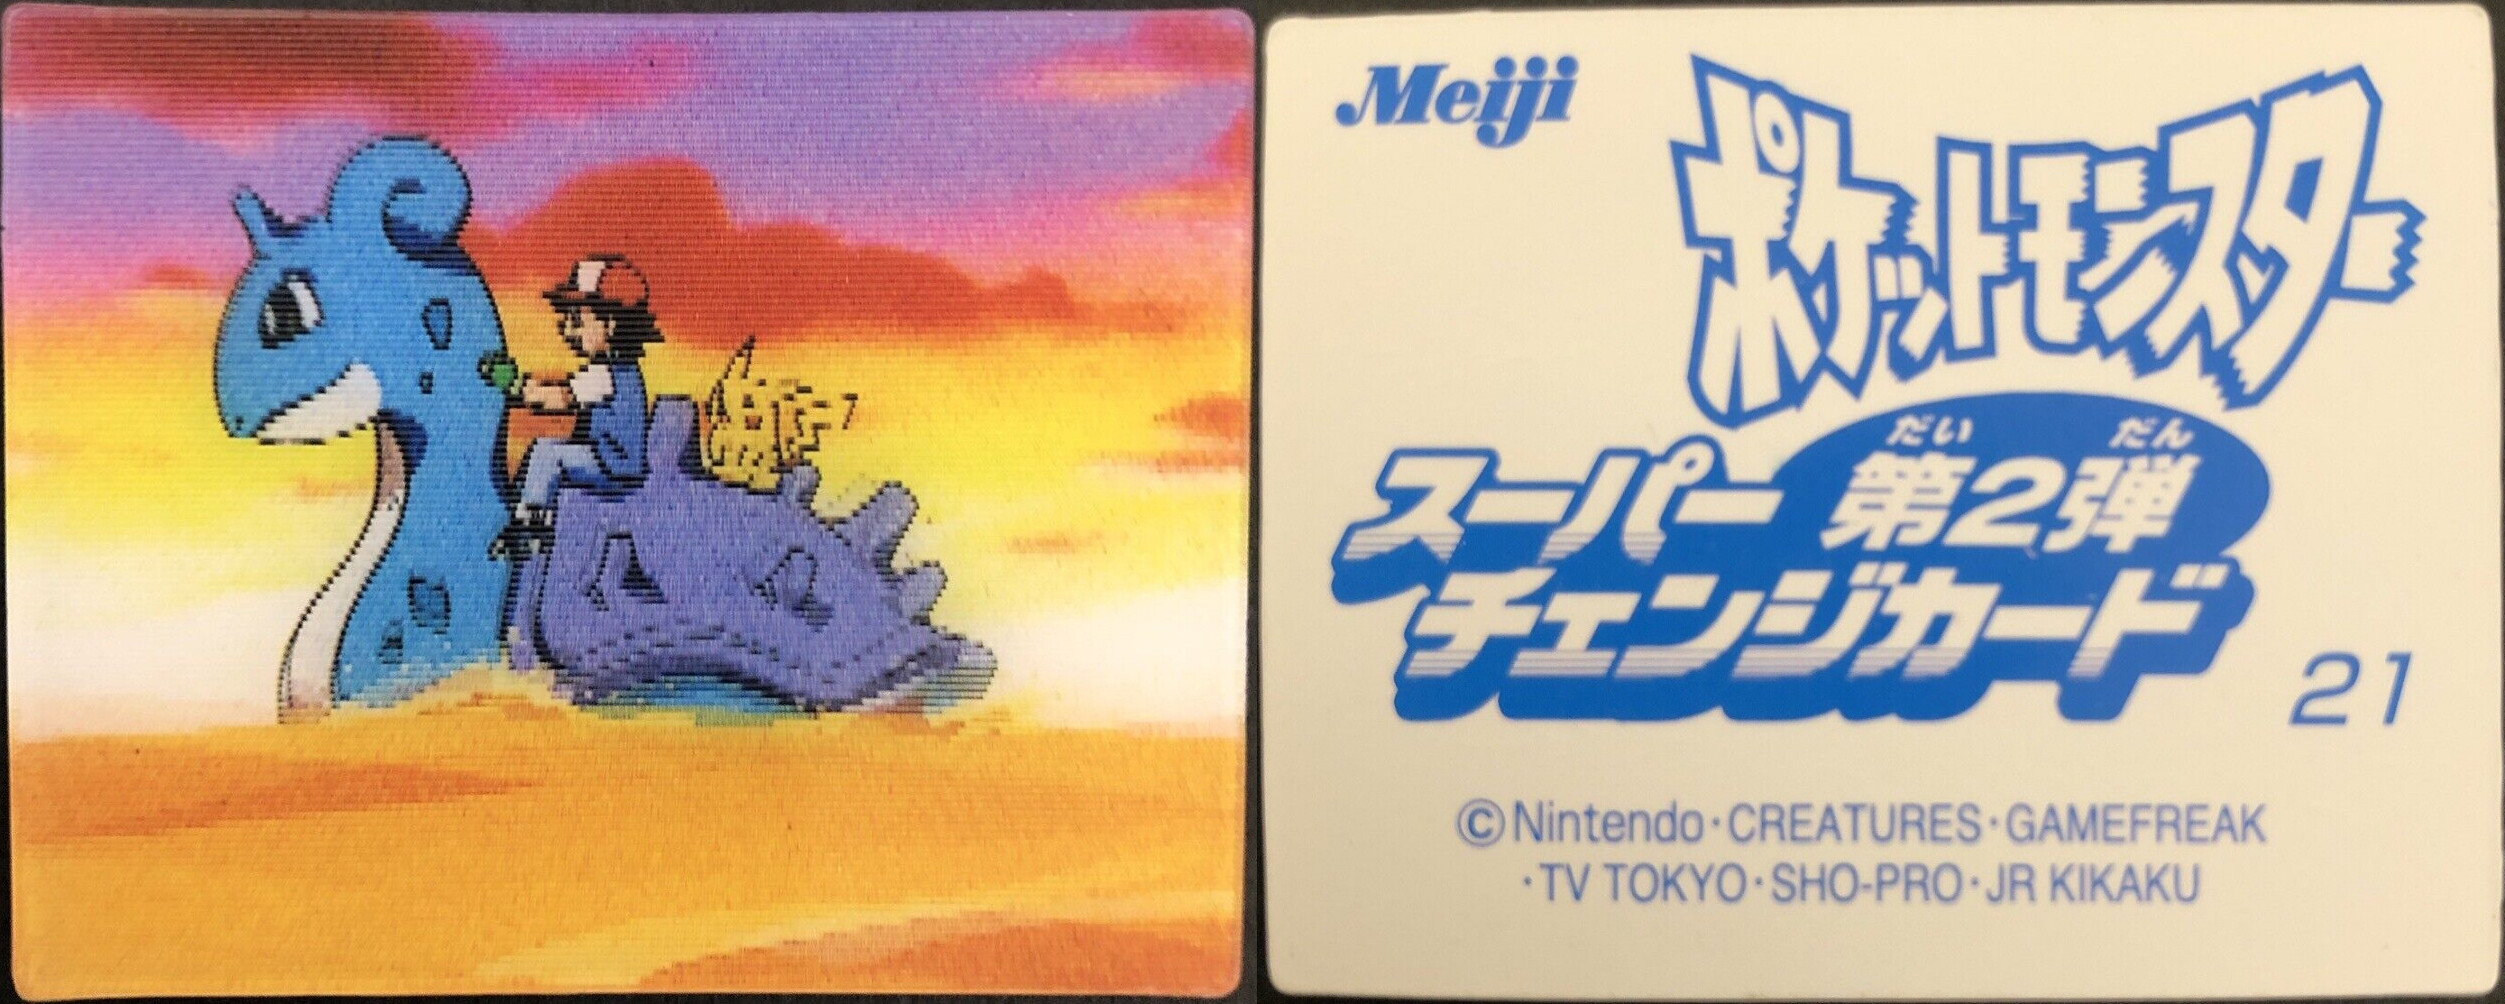 Meiji
ポケットモンスター
だい だん
第2弾
スーパー
チェンジカード
21
©Nintendo・CREATURES・GAMEFREAK
・TV TOKYO・SHO-PRO・JR KIKAKU